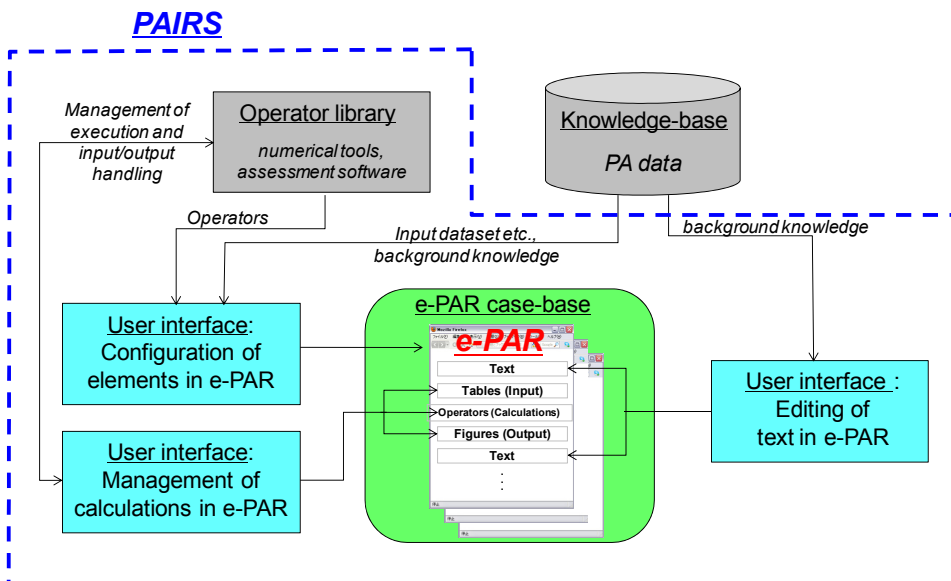 PAIRS
Management of
execution and
input/output
handling
Operator library
numerical tools,
assessment software
Knowledge-base
PA data
Operators
Input dataset etc.,
background knowledge
background knowledge
User interface:
Configuration of
elements in e-PAR
e-PAR case-base
Mozilla Firefox
e-PAR
Text
Tables (Input)
Operators (Calculations)
Figures (Output)
Text
:
User interface :
Editing of
text in e-PAR
User interface:
Management of
calculations in e-PAR